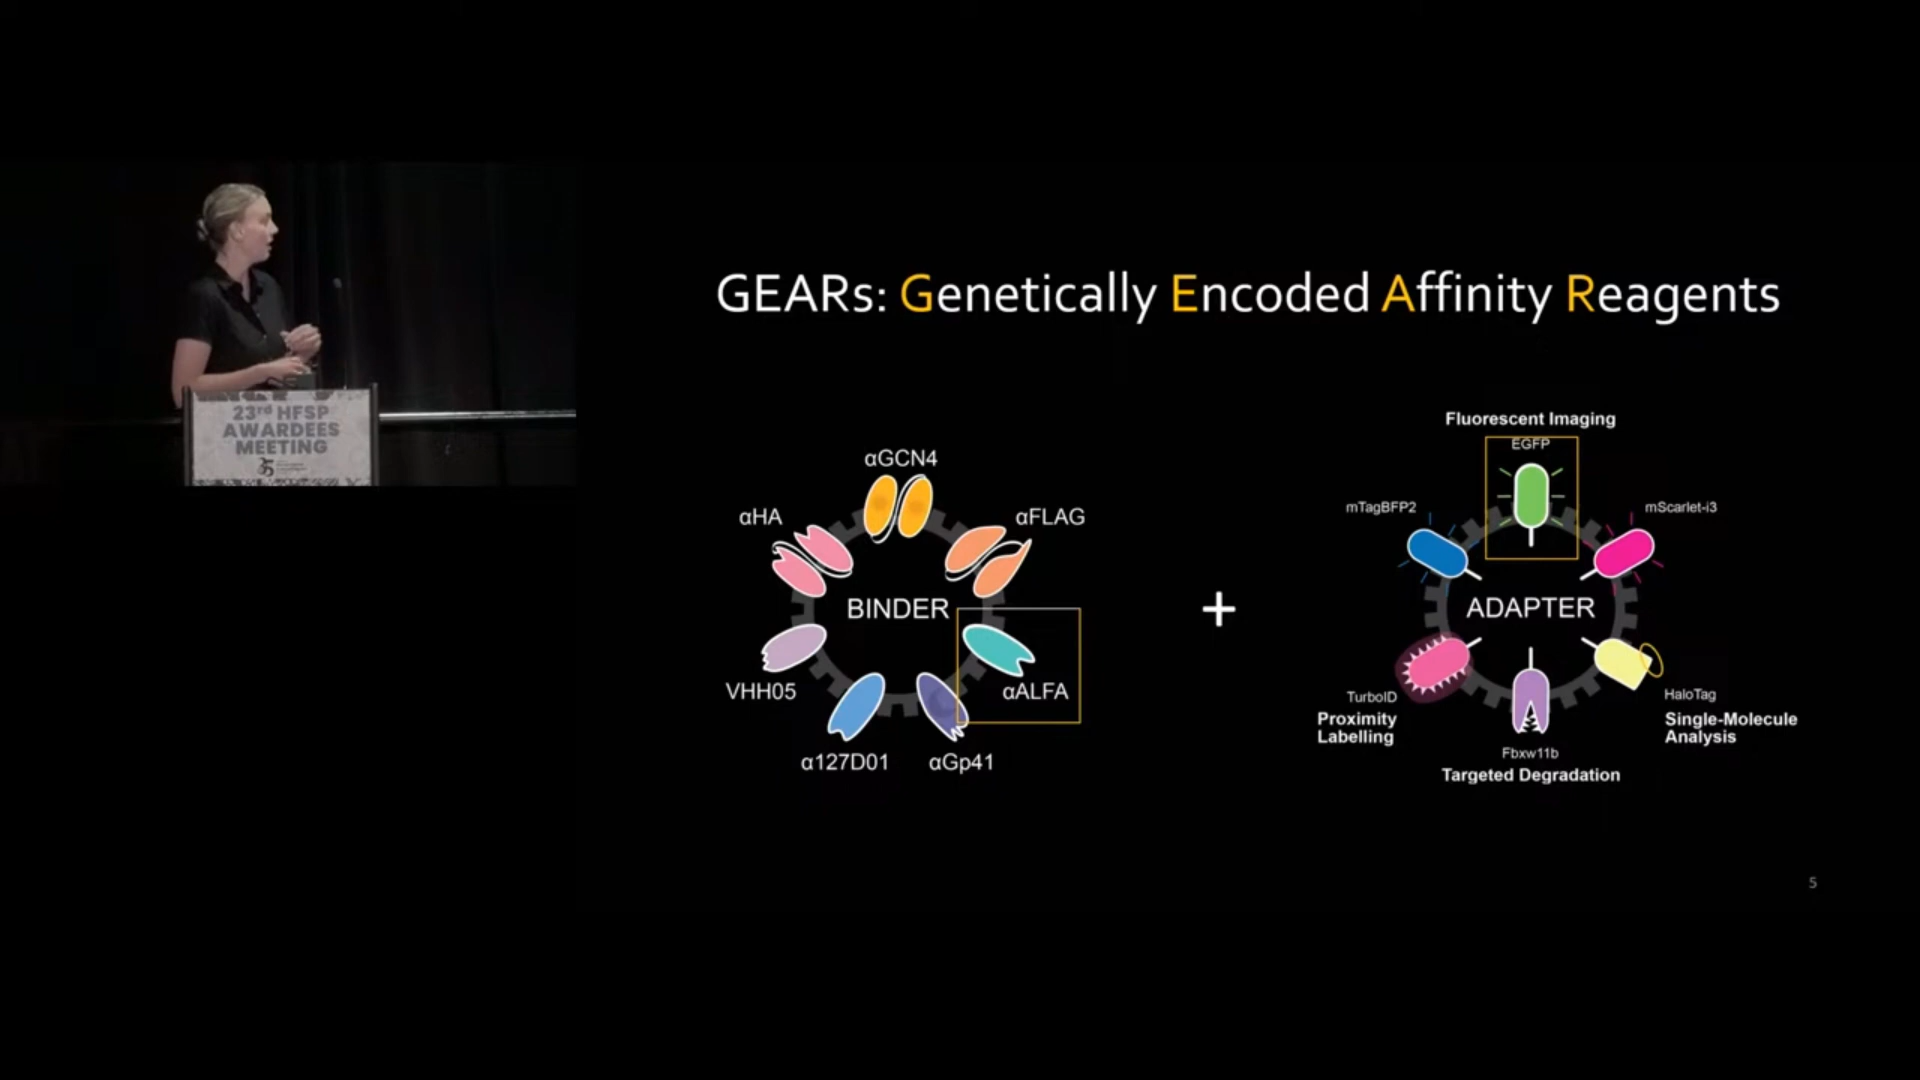 GEARs: Genetically Encoded Affinity Reagents
23rd HFSP
AWARDEES
MEETING
35
αGCN4
αHA
αFLAG
BINDER
VHH05
αALFA
α127D01
αGp41
+
Fluorescent Imaging
EGFP
mTagBFP2
mScarlet-i3
ADAPTER
TurboID
Proximity
Labelling
HaloTag
Single-Molecule
Analysis
Fbxw11b
Targeted Degradation
5